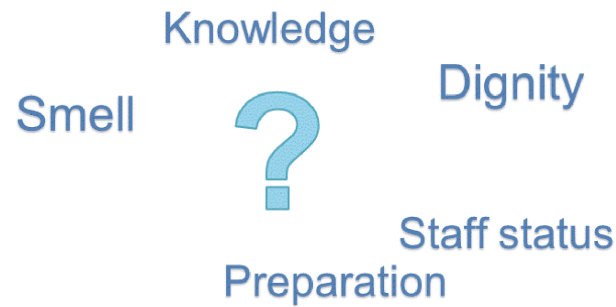 Knowledge
Dignity
Smell
?
Staff status
Preparation